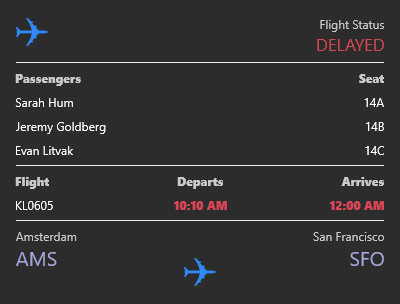 Flight Status
DELAYED
Passengers Seat
Sarah Hum 14A
Jeremy Goldberg 14B
Evan Litvak 14C
Flight Departs Arrives
KL0605 10:10 AM 12:00 AM
Amsterdam San Francisco
AMS SFO